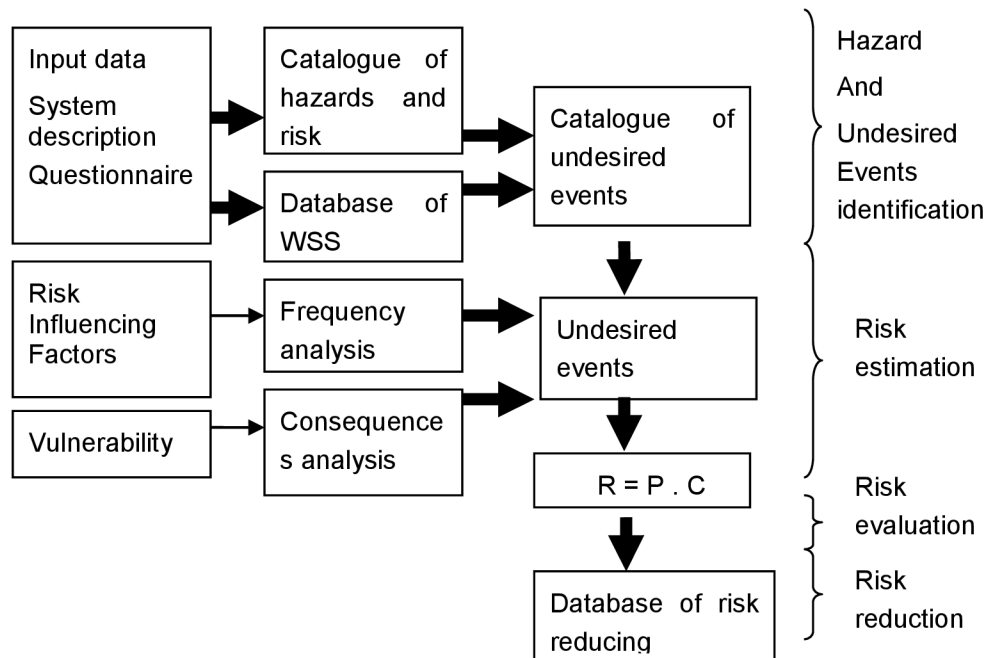 Input data
System
description
Questionnaire
Catalogue of
hazards and
risk
Database of
WSS
Catalogue of
undesired
events
Hazard
And
Undesired
Events
identification
Risk
Influencing
Factors
Frequency
analysis
Undesired
events
Risk
estimation
Vulnerability
Consequence
s analysis
R = P . C
Risk
evaluation
Database of risk
reducing
Risk
reduction